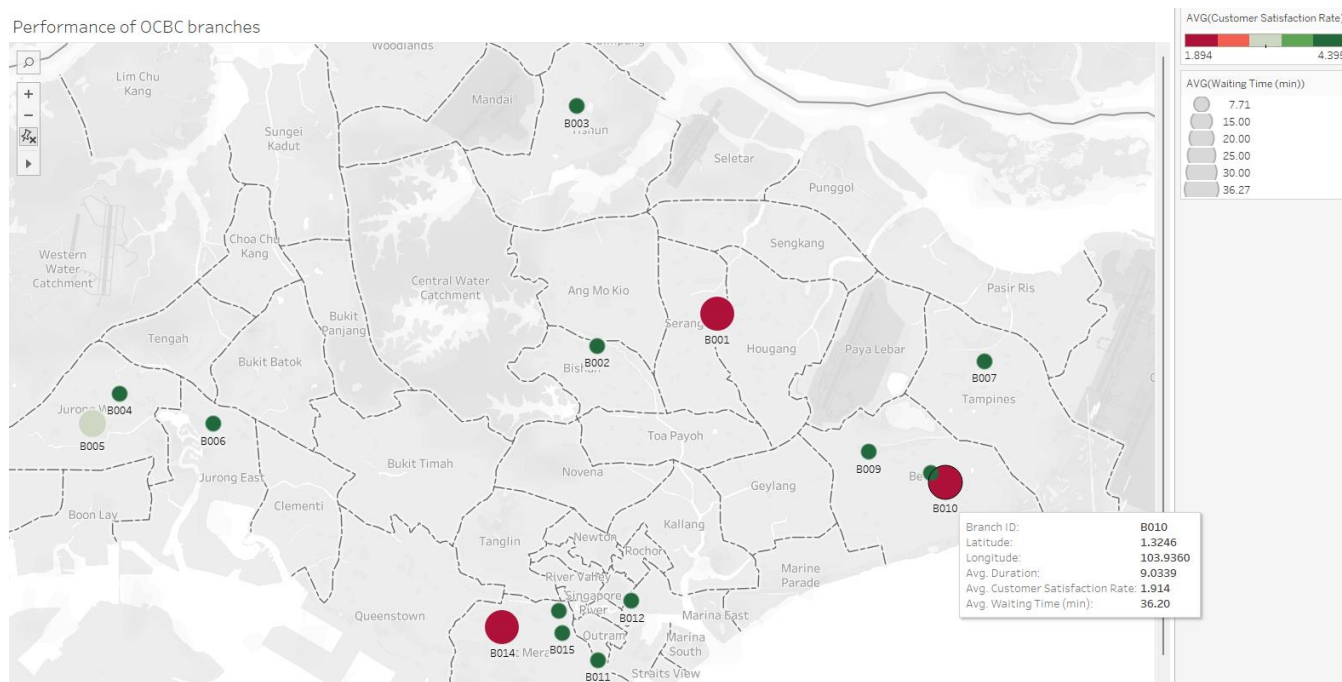 Performance of OCBC branches
AVG(Customer Satisfaction Rate)
1.894
4.395
AVG(Waiting Time (min))
7.71
15.00
20.00
25.00
30.00
36.27
Woodlands
Lim Chu
Kang
Mandai
B003
Sungei
Kadut
Seletar
Punggol
Choa Chu
Kang
Sengkang
Western
Water
Catchment
Central Water
Catchment
Ang Mo Kio
Pasir Ris
Bukit
Panjang
Tengah
B001
Hougang
Paya Lebar
Bukit Batok
B002
B007
Tampines
B004
B005
B006
Toa Payoh
Bukit Timah
Novena
B009
Jurong East
Geylang
Clementi
B010
Boon Lay
Kallang
Tanglin
Newton
Rochor
Marine
Parade
River Valley
Singapore
River
Queenstown
B012
Marina East
Outram
Marina
South
B014
B015
B011
Straits View
Branch ID: B010
Latitude: 1.3246
Longitude: 103.9360
Avg. Duration: 9.0339
Avg. Customer Satisfaction Rate: 1.914
Avg. Waiting Time (min): 36.20